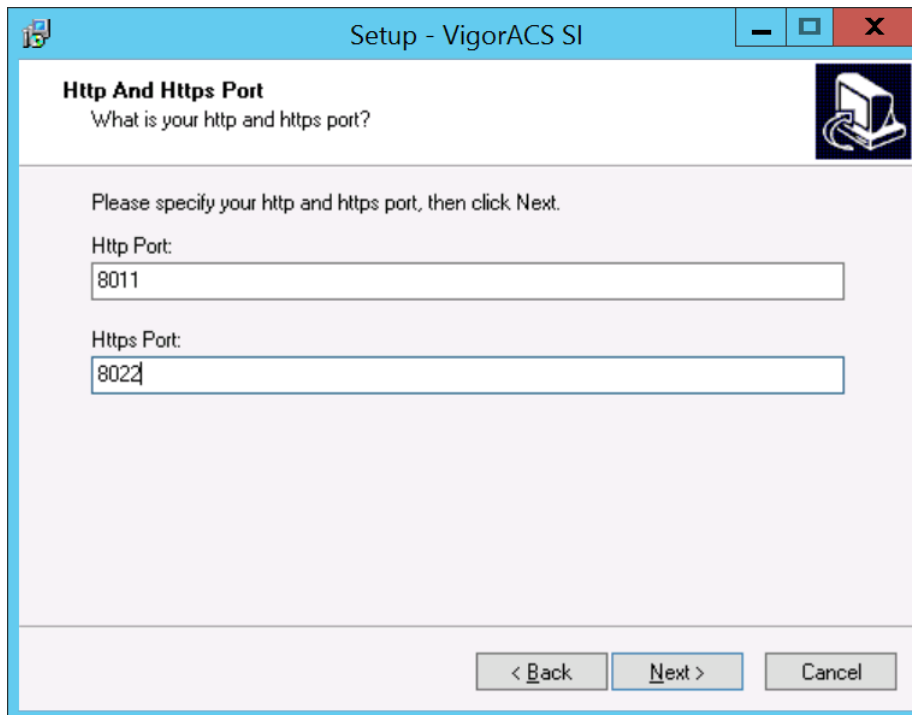 Setup - VigorACS SI
Http And Https Port
What is your http and https port?
Please specify your http and https port, then click Next.
Http Port:
8011
Https Port:
8022
< Back
Next >
Cancel